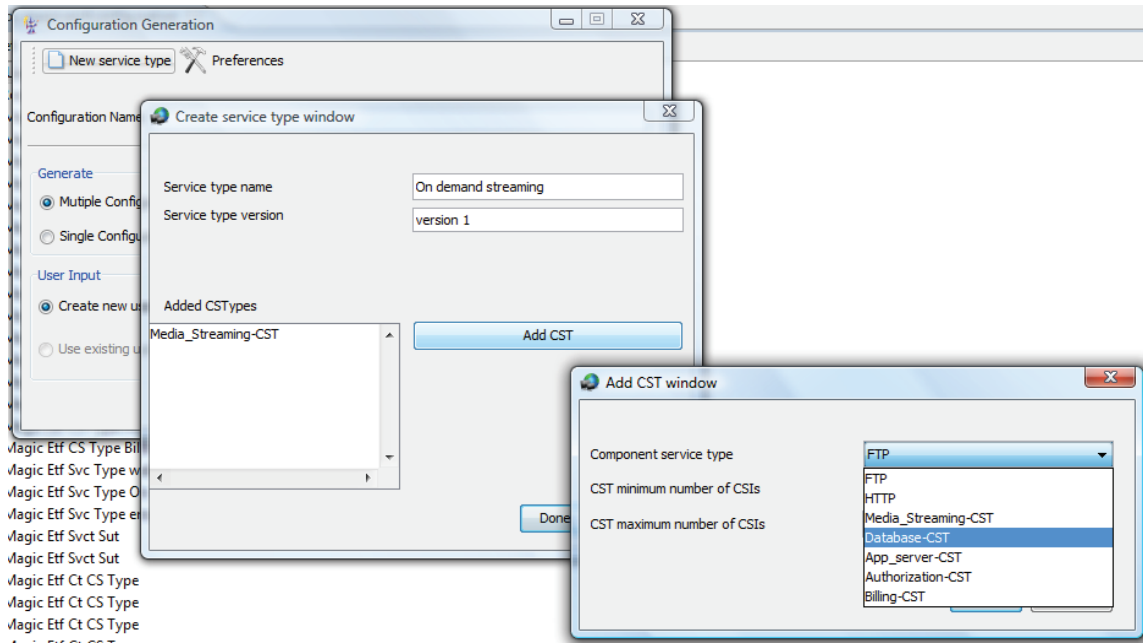 Configuration Generation
New service type
Preferences
Configuration Name
Generate
Mutiple Config
Single Configu
User Input
Create new u
Use existing u
Create service type window
Service type name
On demand streaming
Service type version
version 1
Added CSTypes
Media_Streaming-CST
Add CST
Done
Add CST window
Component service type
FTP
CST minimum number of CSIs
CST maximum number of CSIs
FTP
HTTP
Media_Streaming-CST
Database-CST
App_server-CST
Authorization-CST
Billing-CST
Magic Etf CS Type Bil
Magic Etf Svc Type w
Magic Etf Svc Type O
Magic Etf Svc Type er
Magic Etf Svct Sut
Magic Etf Svct Sut
Magic Etf Ct CS Type
Magic Etf Ct CS Type
Magic Etf Ct CS Type